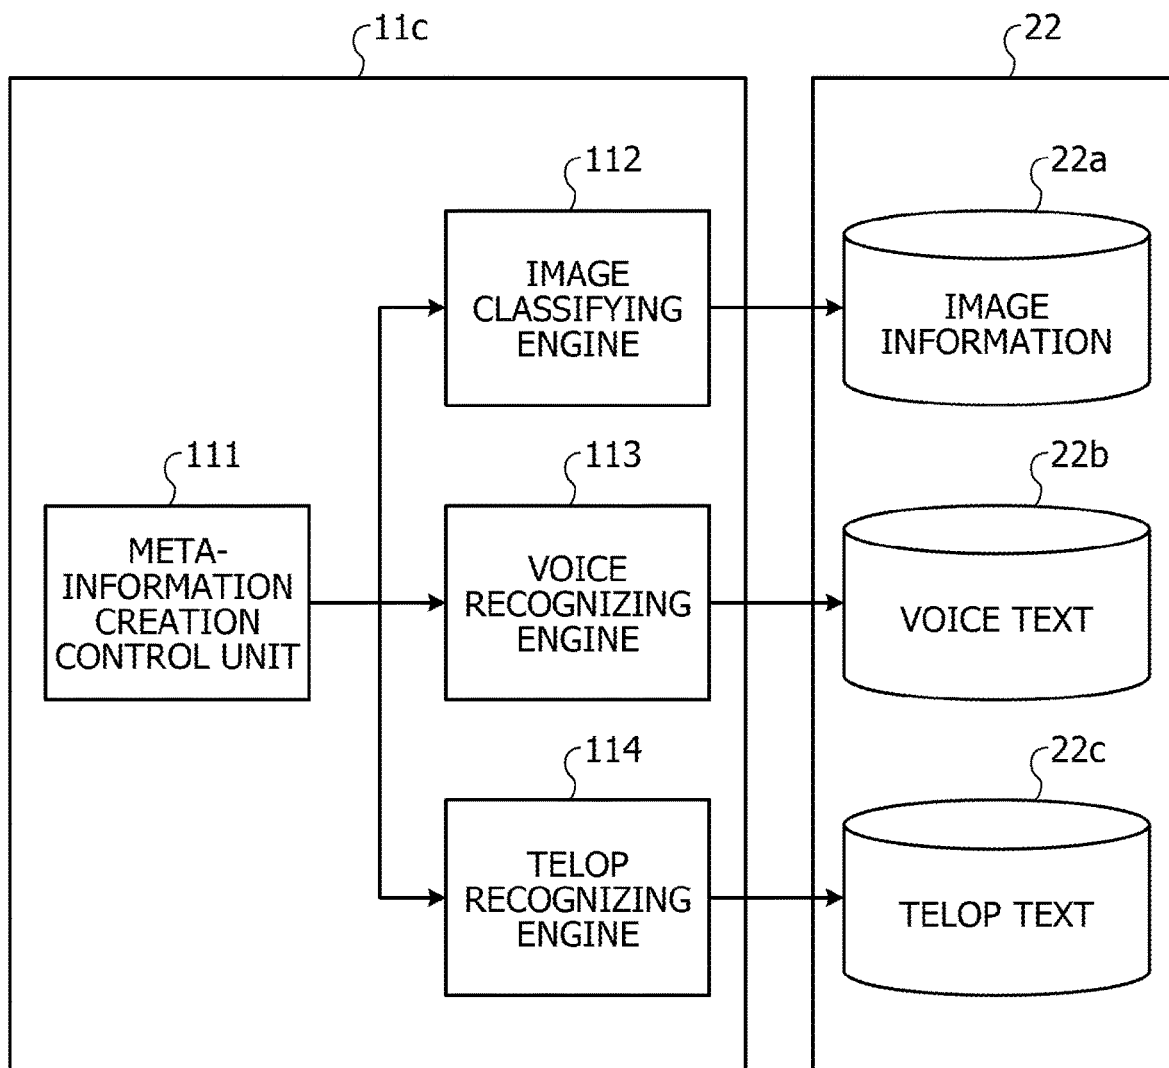 11c
22
112
22a
IMAGE
CLASSIFYING
ENGINE
IMAGE
INFORMATION
111
113
22b
META-
INFORMATION
CREATION
CONTROL UNIT
VOICE
RECOGNIZING
ENGINE
VOICE TEXT
114
22c
TELOP
RECOGNIZING
ENGINE
TELOP TEXT